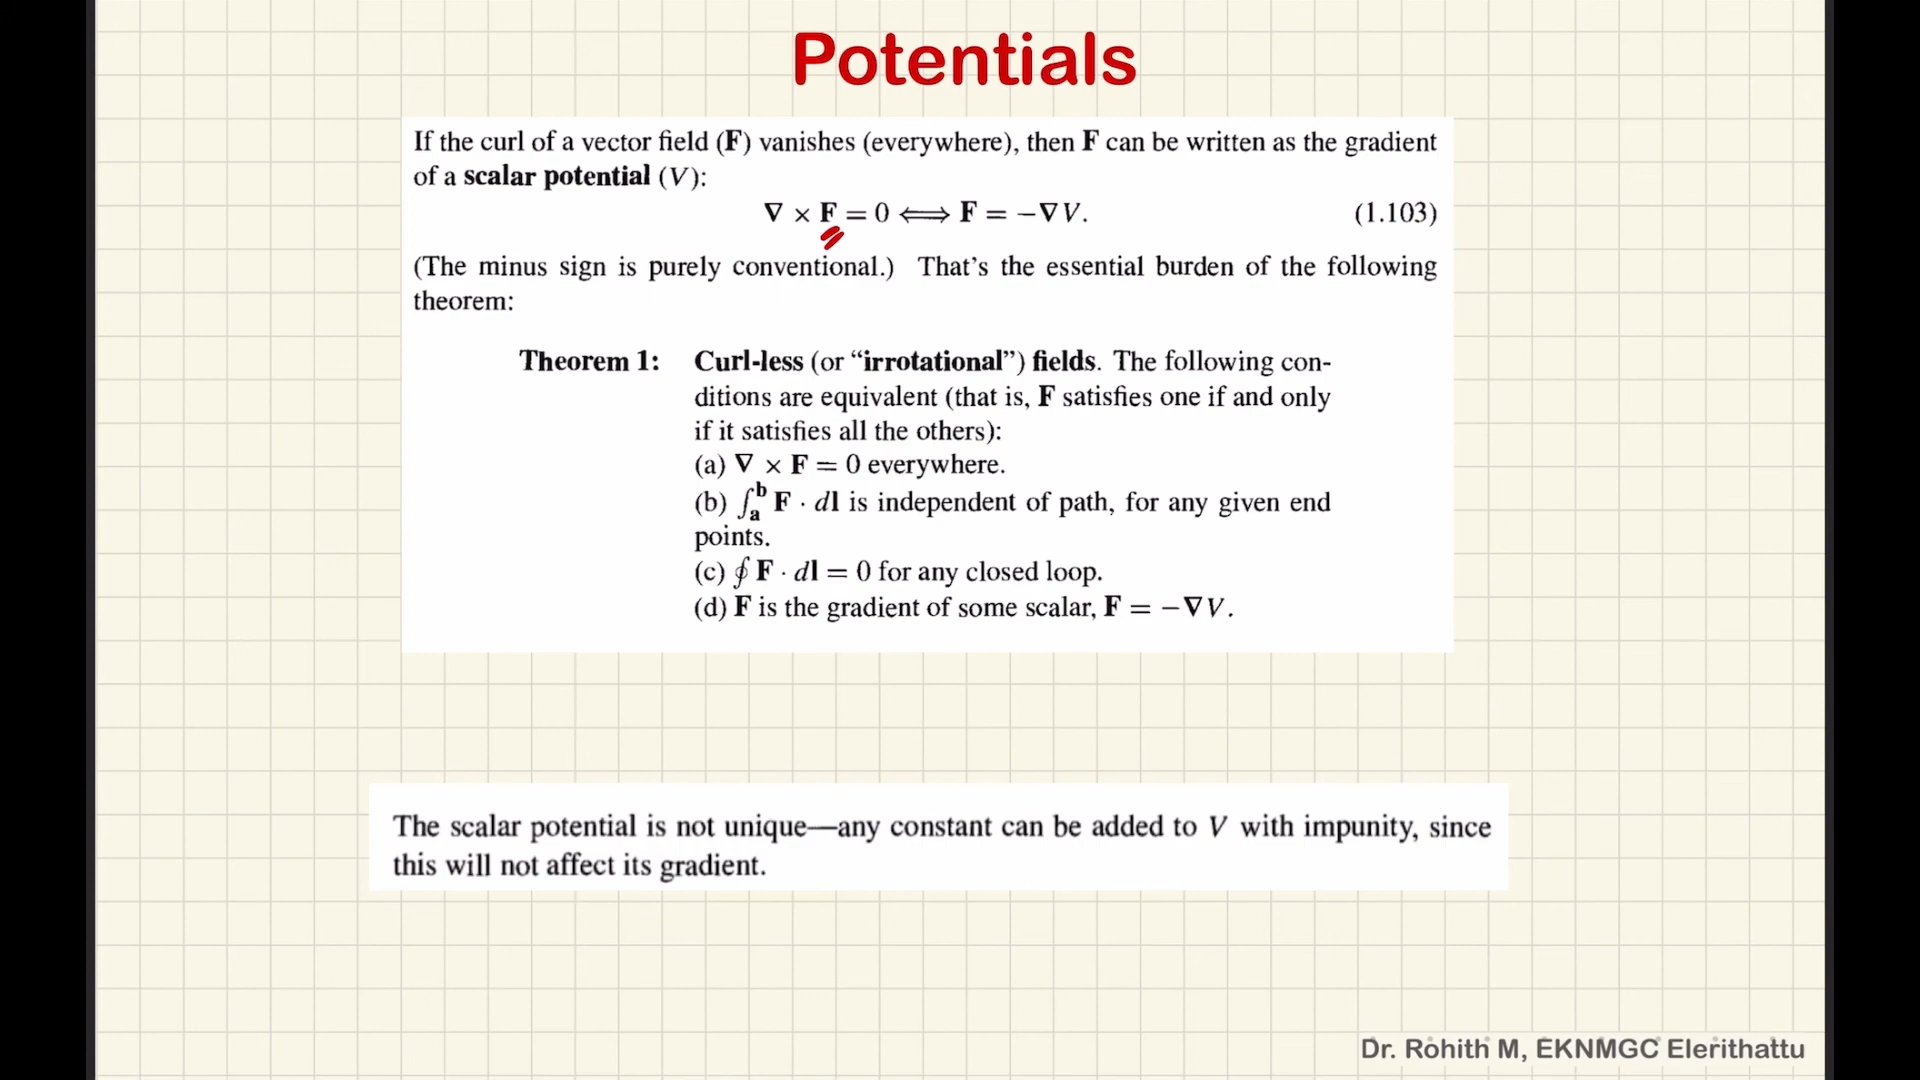 Potentials
If the curl of a vector field (F) vanishes (everywhere), then F can be written as the gradient
of a scalar potential (V):
∇ × F = 0 ⟺ F = −∇V. (1.103)
(The minus sign is purely conventional.) That's the essential burden of the following
theorem:
Theorem 1: Curl-less (or “irrotational”) fields. The following con-
ditions are equivalent (that is, F satisfies one if and only
if it satisfies all the others):
(a) ∇ × F = 0 everywhere.
(b) ∫ₐᵇ F · dl is independent of path, for any given end
points.
(c) ∮ F · dl = 0 for any closed loop.
(d) F is the gradient of some scalar, F = −∇V.
The scalar potential is not unique—any constant can be added to V with impunity, since
this will not affect its gradient.
Dr. Rohith M, EKNMGC Elerithattu